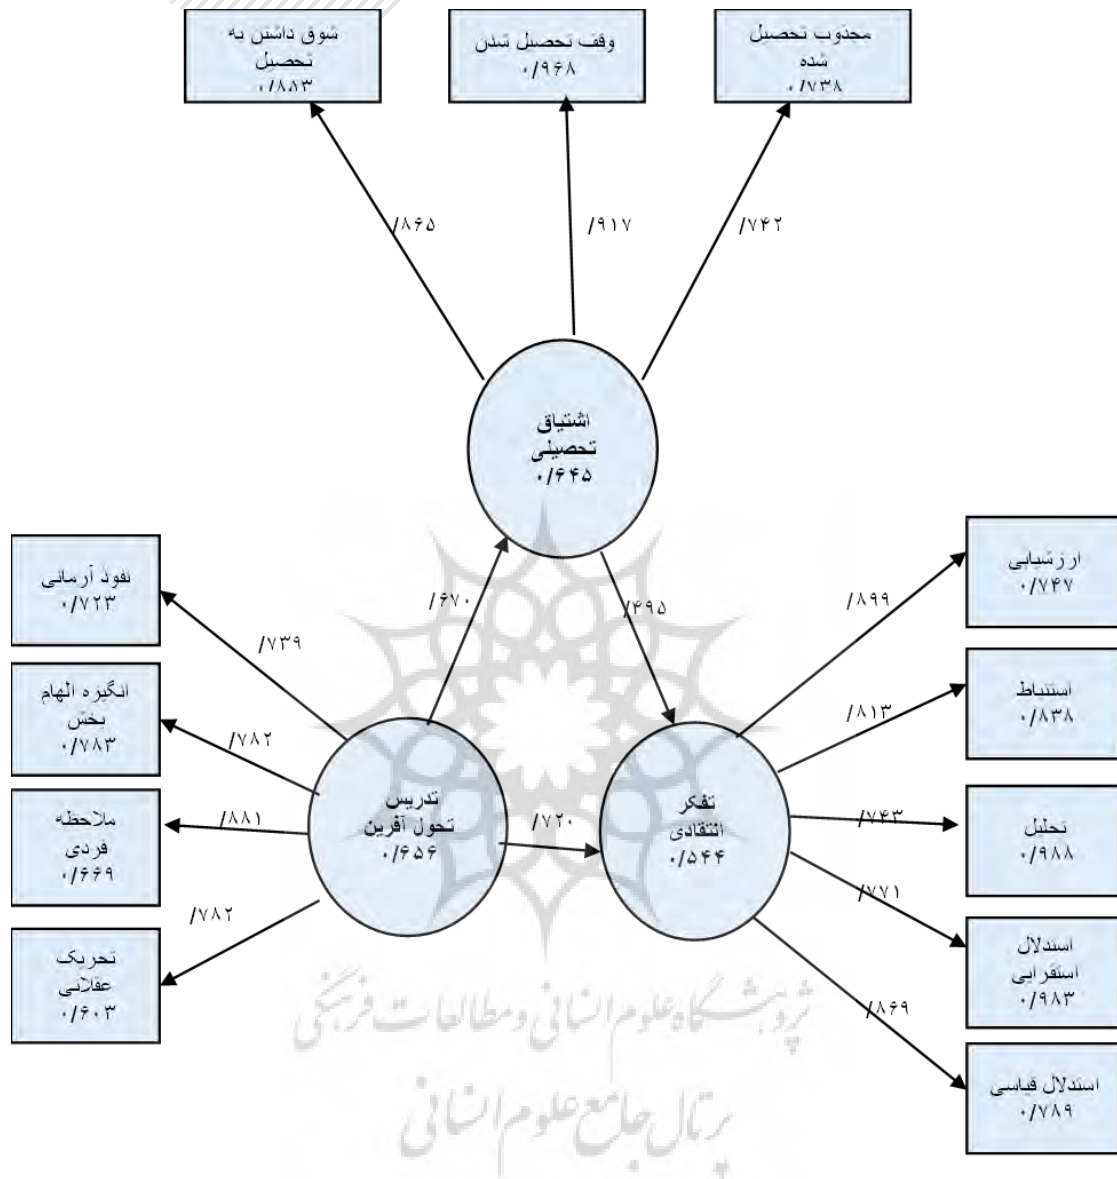 شوق داشتن به
تحصیل
۰/۸۵۳
وقف تحصیل شدن
۰/۹۶۸
مجذوب تحصیل
شده
۰/۷۳۸
/۸۶۵
/۹۱۷
/۷۴۲
اشتیاق
تحصیلی
۰/۶۴۵
نفوذ آرمانی
۰/۷۲۳
انگیزه الهام
بخش
۰/۷۸۳
ملاحظه
فردی
۰/۶۶۹
تحریک
عقلانی
۰/۶۰۳
/۷۳۹
/۷۸۲
/۸۸۱
/۷۸۲
/۶۷۰
/۴۹۵
تدریس
تحول آفرین
۰/۶۵۶
/۷۲۰
تفکر
انتقادی
۰/۵۴۴
/۸۹۹
/۸۱۳
/۷۴۳
/۷۷۱
/۸۶۹
ارزشیابی
۰/۷۴۷
استنباط
۰/۸۳۸
تحلیل
۰/۹۸۸
استدلال
استقرایی
۰/۹۸۳
استدلال قیاسی
۰/۷۸۹
پژوهشگاه علوم انسانی و مطالعات فرهنگی
پرتال جامع علوم انسانی